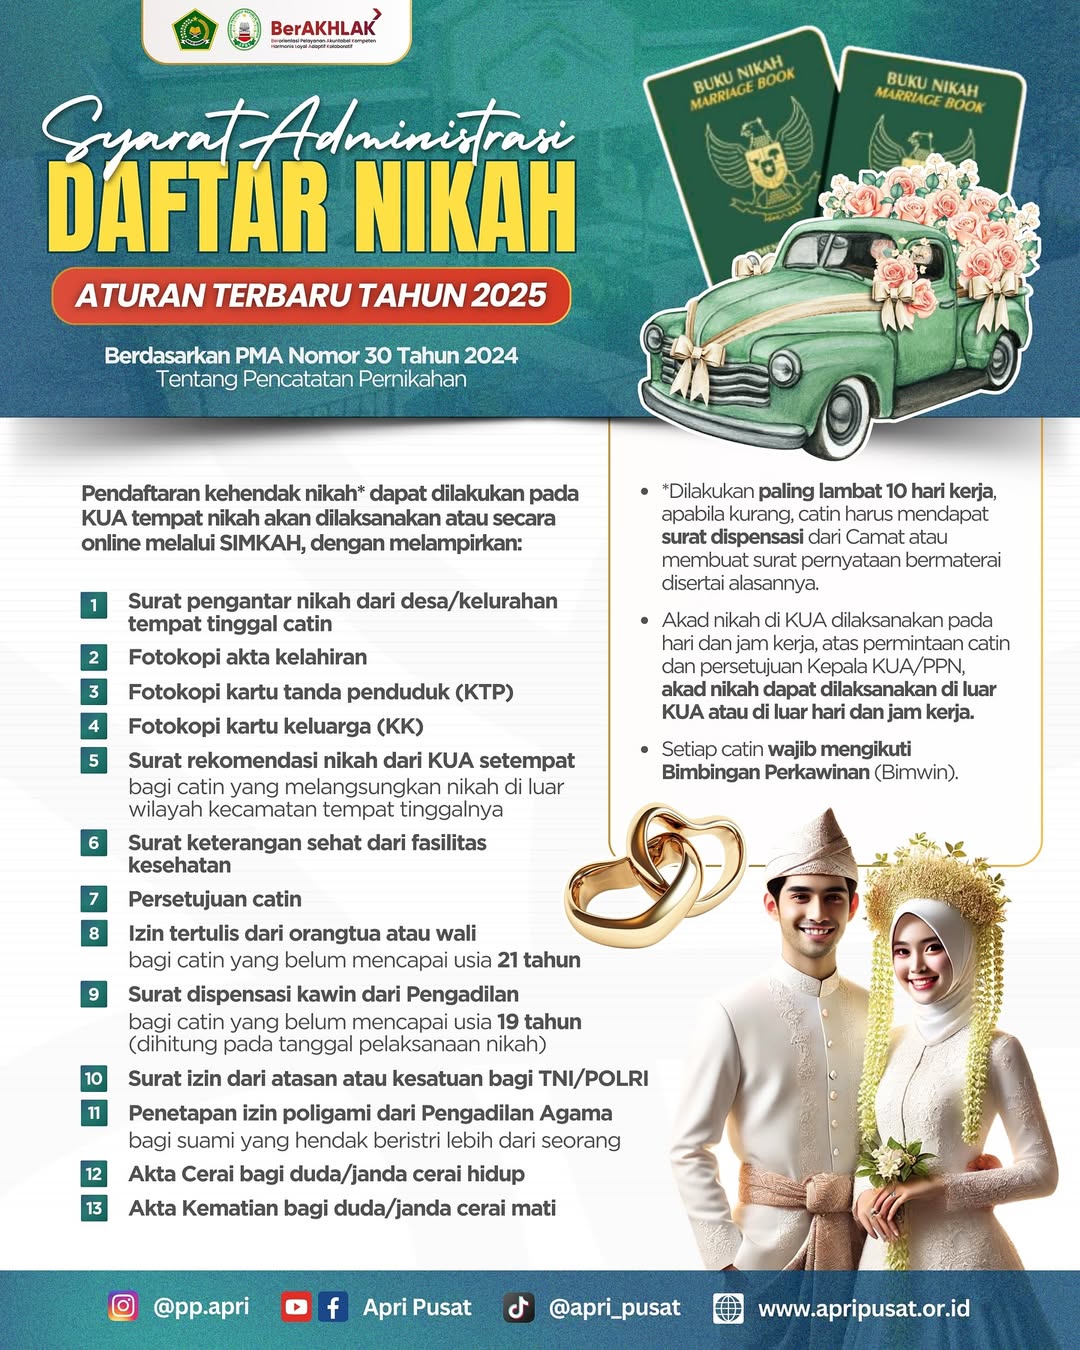 BerAKHLAK
Berorientasi Pelayanan Akuntabel Kompeten
Harmonis Loyal Adaptif Kolaboratif
Syarat Administrasi
DAFTAR NIKAH
ATURAN TERBARU TAHUN 2025
Berdasarkan PMA Nomor 30 Tahun 2024
Tentang Pencatatan Pernikahan
BUKU NIKAH
MARRIAGE BOOK
BUKU NIKAH
MARRIAGE BOOK
Pendaftaran kehendak nikah* dapat dilakukan pada
KUA tempat nikah akan dilaksanakan atau secara
online melalui SIMKAH, dengan melampirkan:
1 Surat pengantar nikah dari desa/kelurahan
tempat tinggal catin
2 Fotokopi akta kelahiran
3 Fotokopi kartu tanda penduduk (KTP)
4 Fotokopi kartu keluarga (KK)
5 Surat rekomendasi nikah dari KUA setempat
bagi catin yang melangsungkan nikah di luar
wilayah kecamatan tempat tinggalnya
6 Surat keterangan sehat dari fasilitas
kesehatan
7 Persetujuan catin
8 Izin tertulis dari orangtua atau wali
bagi catin yang belum mencapai usia 21 tahun
9 Surat dispensasi kawin dari Pengadilan
bagi catin yang belum mencapai usia 19 tahun
(dihitung pada tanggal pelaksanaan nikah)
10 Surat izin dari atasan atau kesatuan bagi TNI/POLRI
11 Penetapan izin poligami dari Pengadilan Agama
bagi suami yang hendak beristri lebih dari seorang
12 Akta Cerai bagi duda/janda cerai hidup
13 Akta Kematian bagi duda/janda cerai mati
• *Dilakukan paling lambat 10 hari kerja,
apabila kurang, catin harus mendapat
surat dispensasi dari Camat atau
membuat surat pernyataan bermaterai
disertai alasannya.
• Akad nikah di KUA dilaksanakan pada
hari dan jam kerja, atas permintaan catin
dan persetujuan Kepala KUA/PPN,
akad nikah dapat dilaksanakan di luar
KUA atau di luar hari dan jam kerja.
• Setiap catin wajib mengikuti
Bimbingan Perkawinan (Bimwin).
@pp.apri
Apri Pusat
@apri_pusat
www.apripusat.or.id